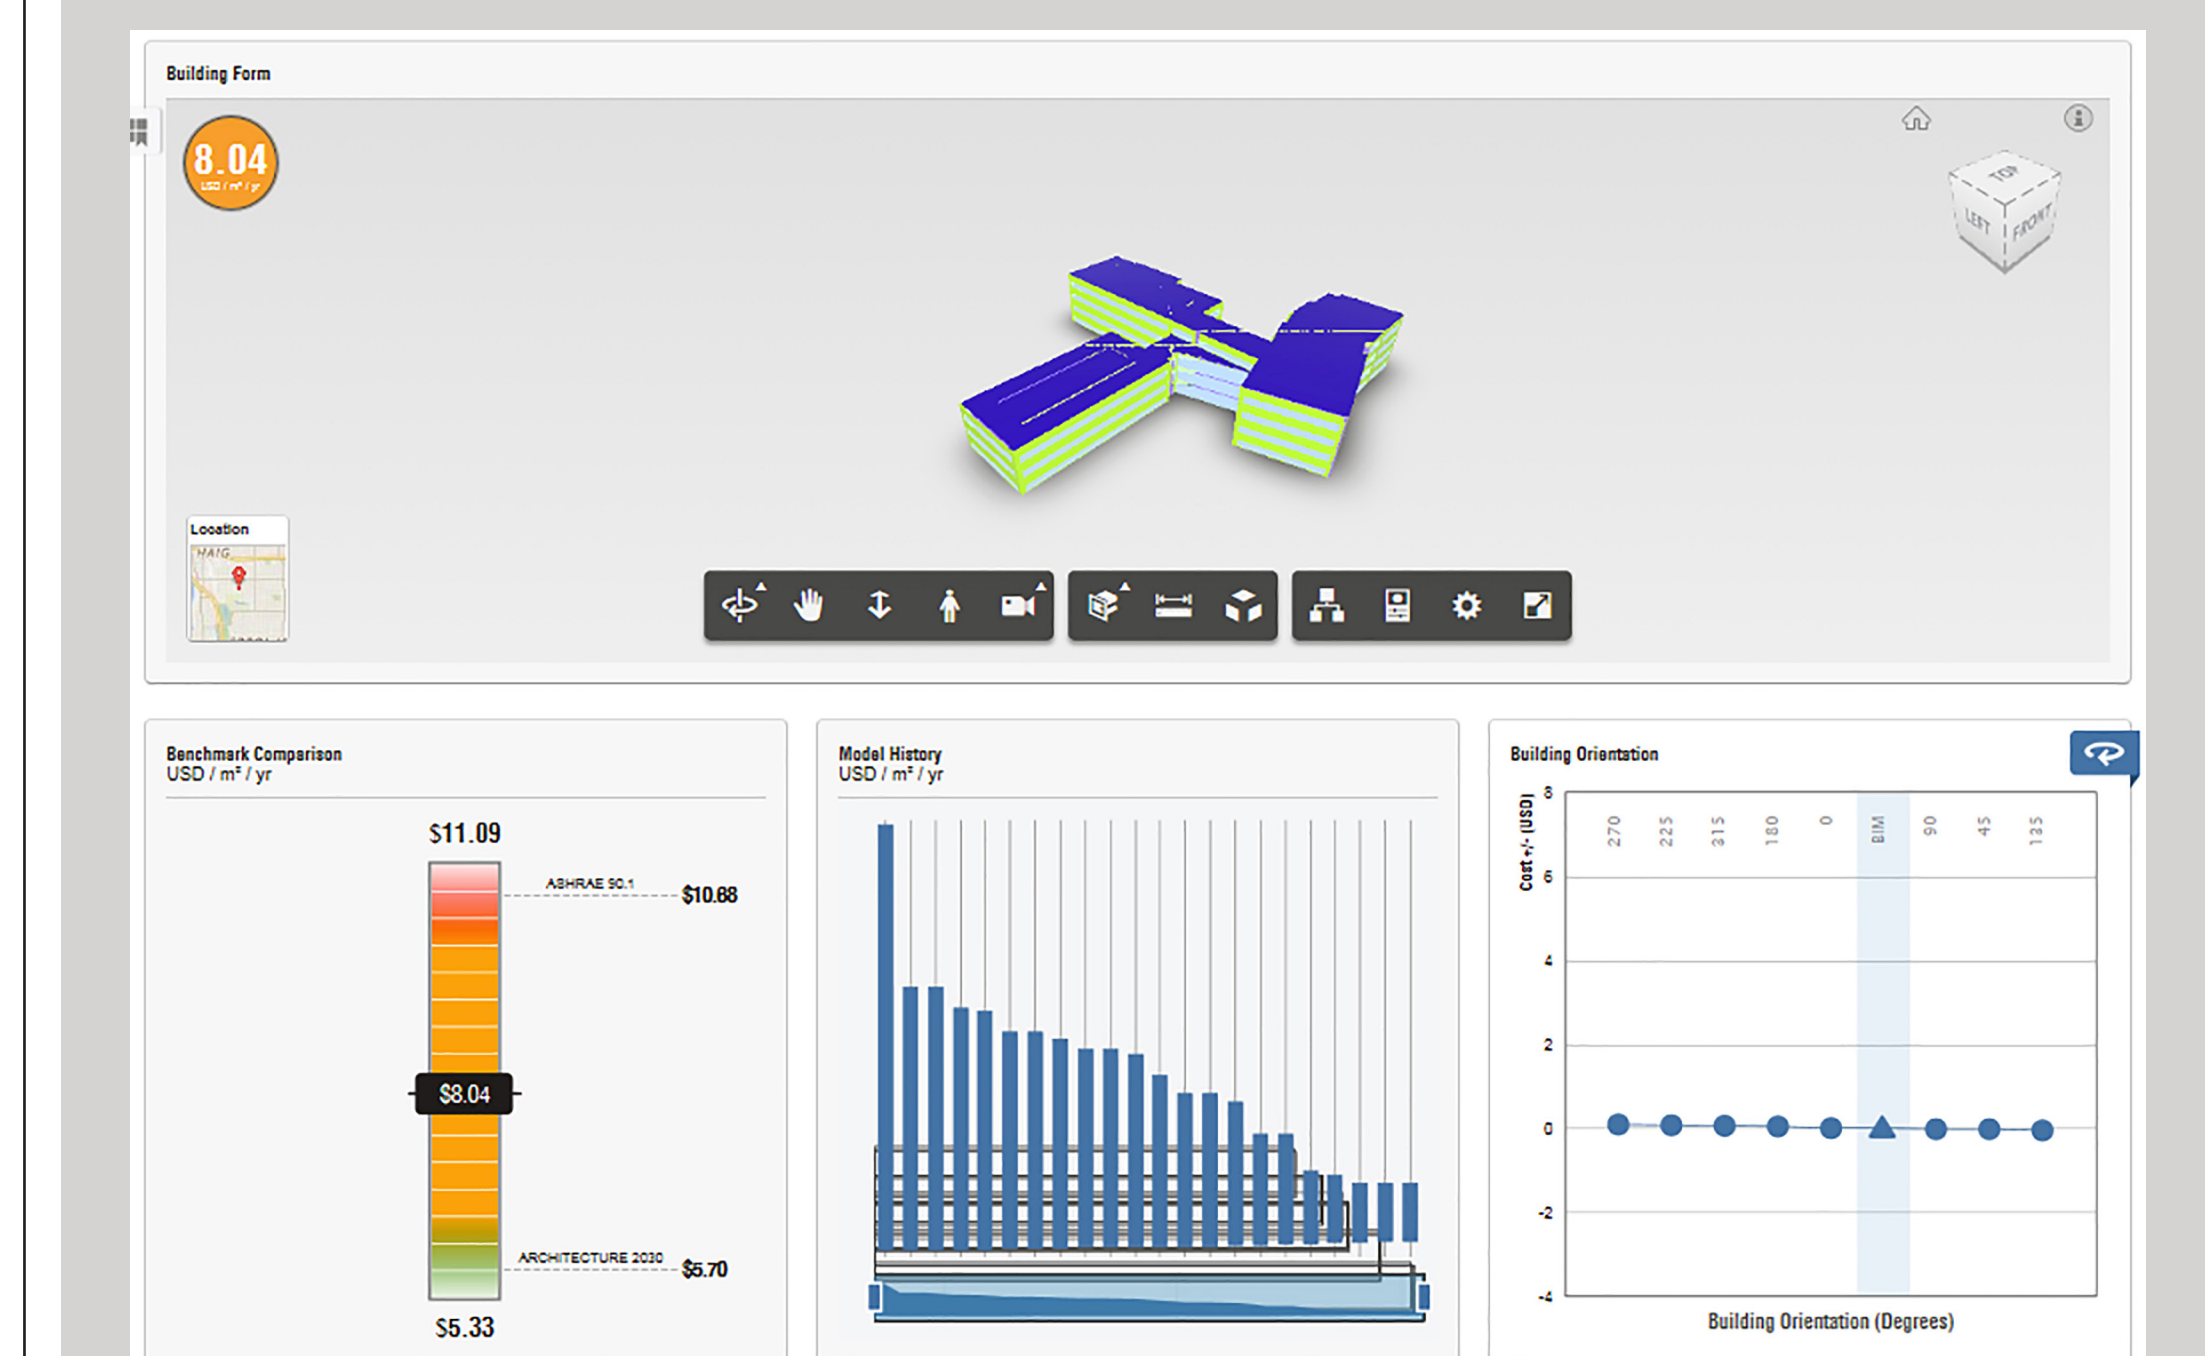 Building Form
8.04
USD / m² / yr
TOP
LEFT
FRONT
Location
HAIG
Benchmark Comparison
USD / m² / yr
$11.09
ASHRAE 90.1
$10.68
$8.04
ARCHITECTURE 2030
$5.70
$5.33
Model History
USD / m² / yr
Building Orientation
Cost +/- (USD)
8
6
4
2
0
-2
-4
270
225
315
180
0
BIM
90
45
135
Building Orientation (Degrees)